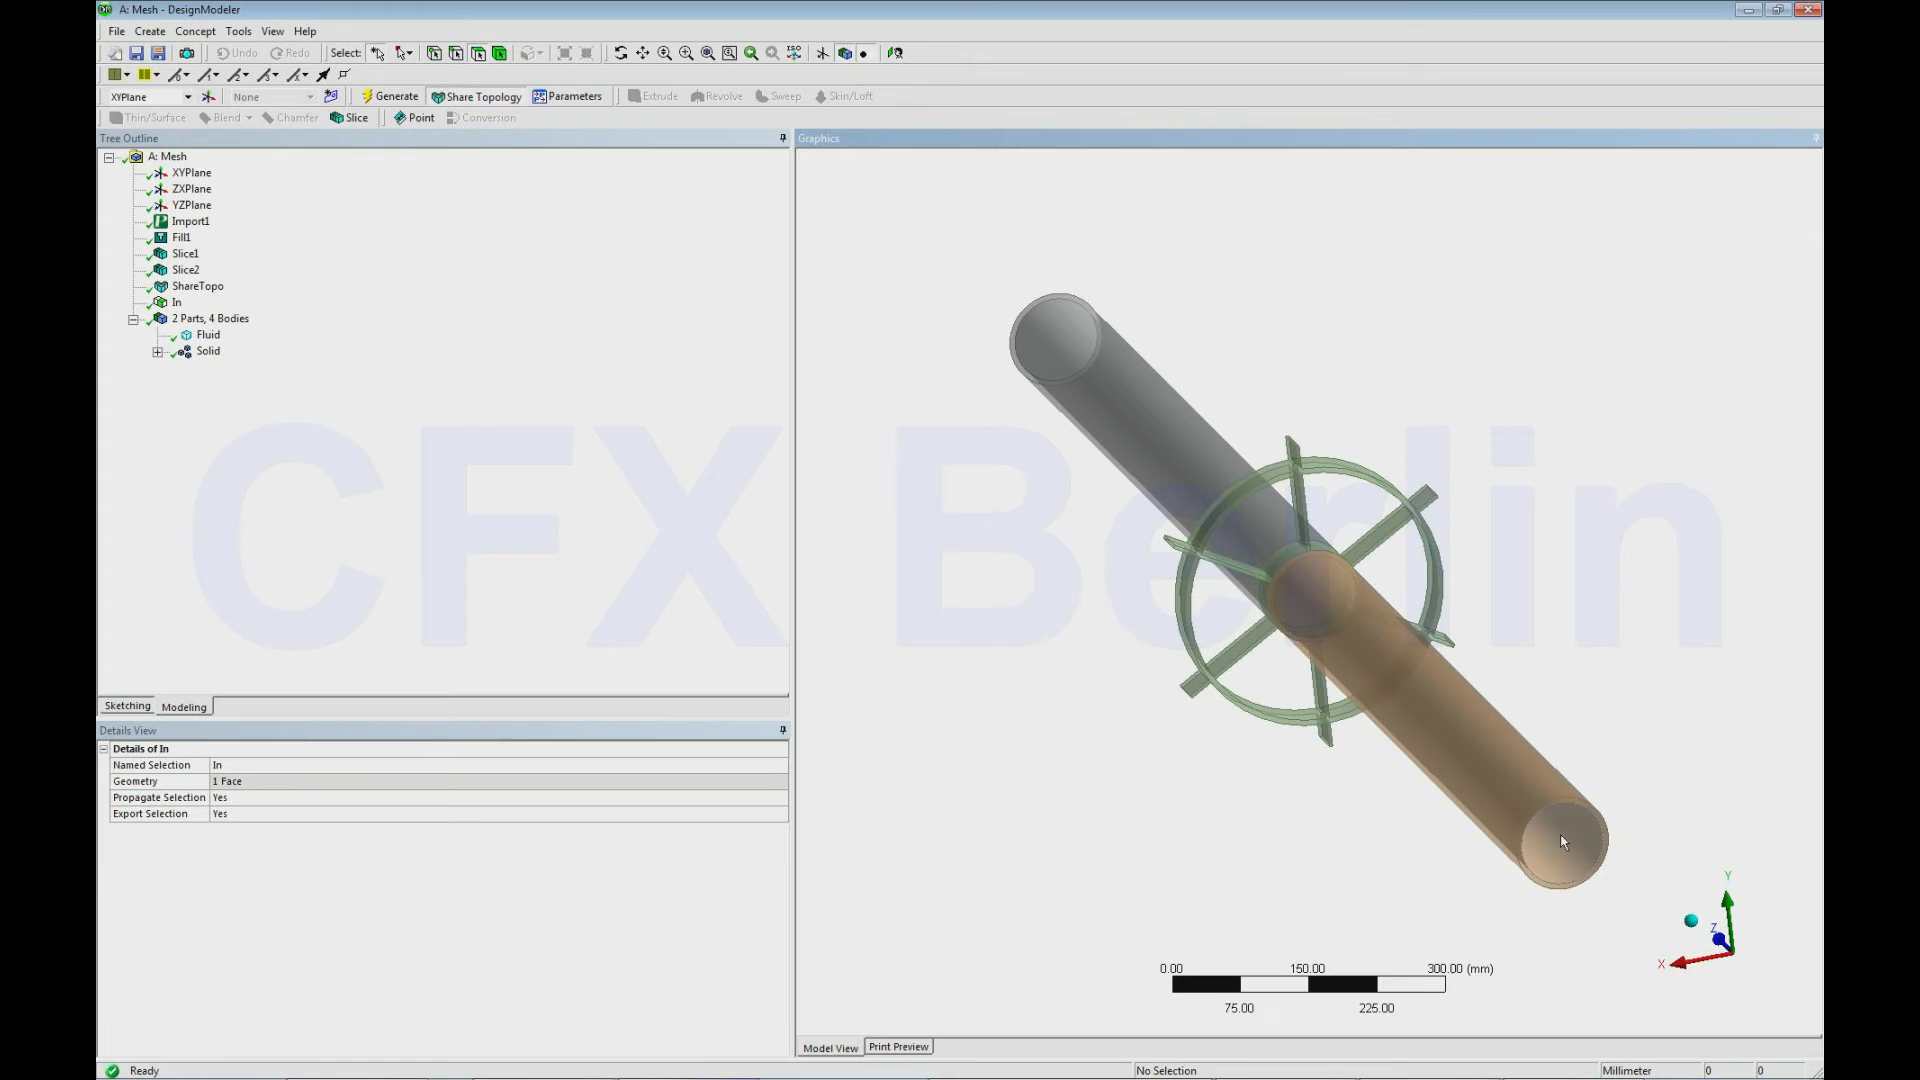 A: Mesh - DesignModeler
File Create Concept Tools View Help
Undo Redo Select: ISO
XYPlane None Generate Share Topology Parameters Extrude Revolve Sweep Skin/Loft
Thin/Surface Blend Chamfer Slice Point Conversion
Tree Outline
Graphics
A: Mesh
XYPlane
ZXPlane
YZPlane
Import1
Fill1
Slice1
Slice2
ShareTopo
In
2 Parts, 4 Bodies
Fluid
Solid
CFX Berlin
Sketching Modeling
Details View
Details of In
Named Selection In
Geometry 1 Face
Propagate Selection Yes
Export Selection Yes
Y
Z
X
0.00 150.00 300.00 (mm)
75.00 225.00
Model View Print Preview
Ready No Selection Millimeter 0 0